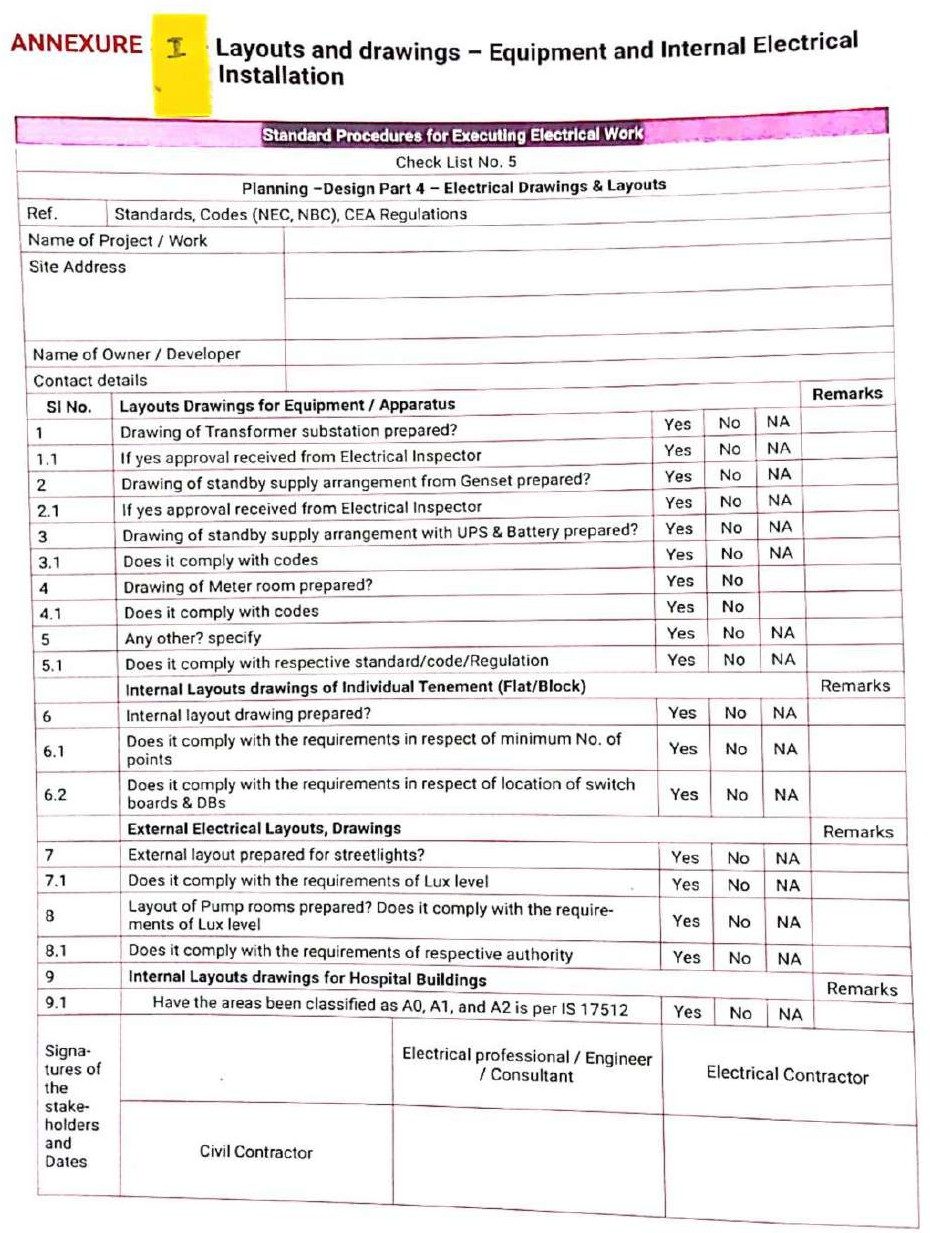 ANNEXURE I Layouts and drawings – Equipment and Internal Electrical
Installation
Standard Procedures for Executing Electrical Work
Check List No. 5
Planning –Design Part 4 – Electrical Drawings & Layouts
Ref. Standards, Codes (NEC, NBC), CEA Regulations
Name of Project / Work
Site Address
Name of Owner / Developer
Contact details
Sl No. Layouts Drawings for Equipment / Apparatus Remarks
1 Drawing of Transformer substation prepared? Yes No NA
1.1 If yes approval received from Electrical Inspector Yes No NA
2 Drawing of standby supply arrangement from Genset prepared? Yes No NA
2.1 If yes approval received from Electrical Inspector Yes No NA
3 Drawing of standby supply arrangement with UPS & Battery prepared? Yes No NA
3.1 Does it comply with codes Yes No NA
4 Drawing of Meter room prepared? Yes No
4.1 Does it comply with codes Yes No
5 Any other? specify Yes No NA
5.1 Does it comply with respective standard/code/Regulation Yes No NA
Internal Layouts drawings of Individual Tenement (Flat/Block) Remarks
6 Internal layout drawing prepared? Yes No NA
6.1 Does it comply with the requirements in respect of minimum No. of
points Yes No NA
6.2 Does it comply with the requirements in respect of location of switch
boards & DBs Yes No NA
External Electrical Layouts, Drawings Remarks
7 External layout prepared for streetlights? Yes No NA
7.1 Does it comply with the requirements of Lux level Yes No NA
8 Layout of Pump rooms prepared? Does it comply with the require-
ments of Lux level Yes No NA
8.1 Does it comply with the requirements of respective authority Yes No NA
9 Internal Layouts drawings for Hospital Buildings Remarks
9.1 Have the areas been classified as A0, A1, and A2 is per IS 17512 Yes No NA
Signa-
tures of
the
stake-
holders
and
Dates
Electrical professional / Engineer
/ Consultant
Electrical Contractor
Civil Contractor